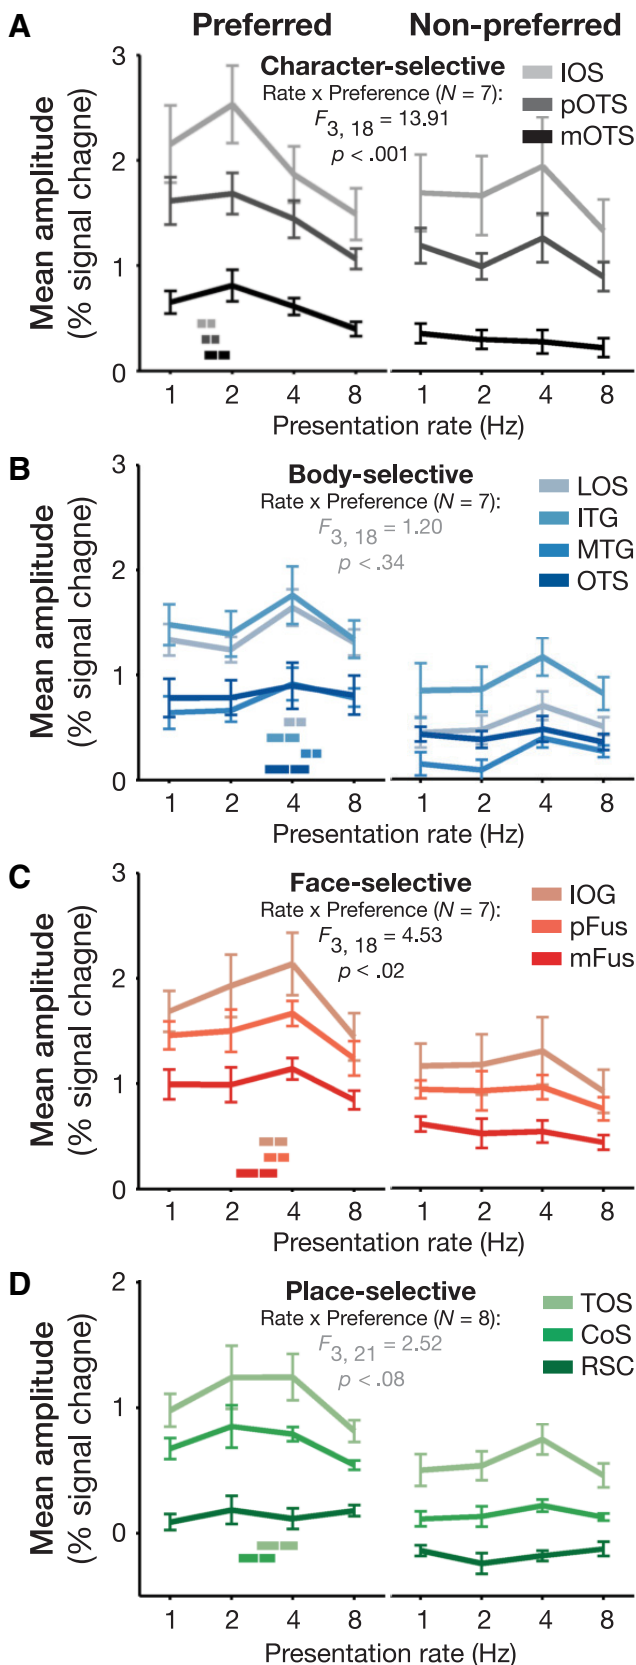 A
Preferred
Non-preferred
Character-selective
Rate x Preference (N = 7):
F3, 18 = 13.91
p < .001
IOS
pOTS
mOTS
Mean amplitude
(% signal chagne)
3
2
1
0
1 2 4 8 1 2 4 8
Presentation rate (Hz)
B
Body-selective
Rate x Preference (N = 7):
F3, 18 = 1.20
p < .34
LOS
ITG
MTG
OTS
Mean amplitude
(% signal chagne)
3
2
1
0
1 2 4 8 1 2 4 8
Presentation rate (Hz)
C
Face-selective
Rate x Preference (N = 7):
F3, 18 = 4.53
p < .02
IOG
pFus
mFus
Mean amplitude
(% signal chagne)
3
2
1
0
1 2 4 8 1 2 4 8
Presentation rate (Hz)
D
Place-selective
Rate x Preference (N = 8):
F3, 21 = 2.52
p < .08
TOS
CoS
RSC
Mean amplitude
(% signal chagne)
2
1
0
1 2 4 8 1 2 4 8
Presentation rate (Hz)